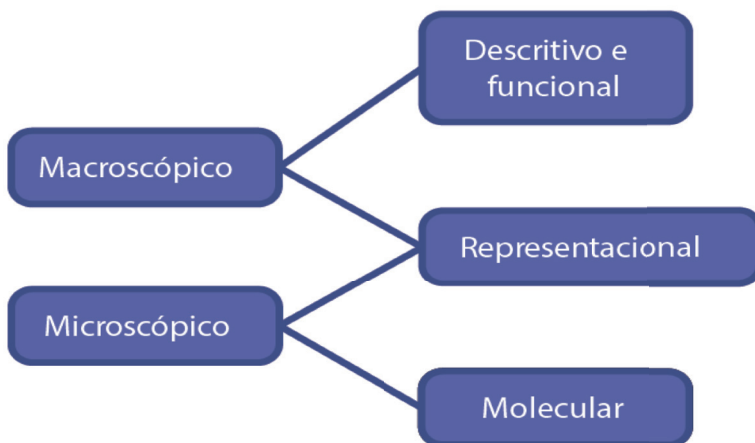 Descritivo e
funcional
Macroscópico
Representacional
Microscópico
Molecular